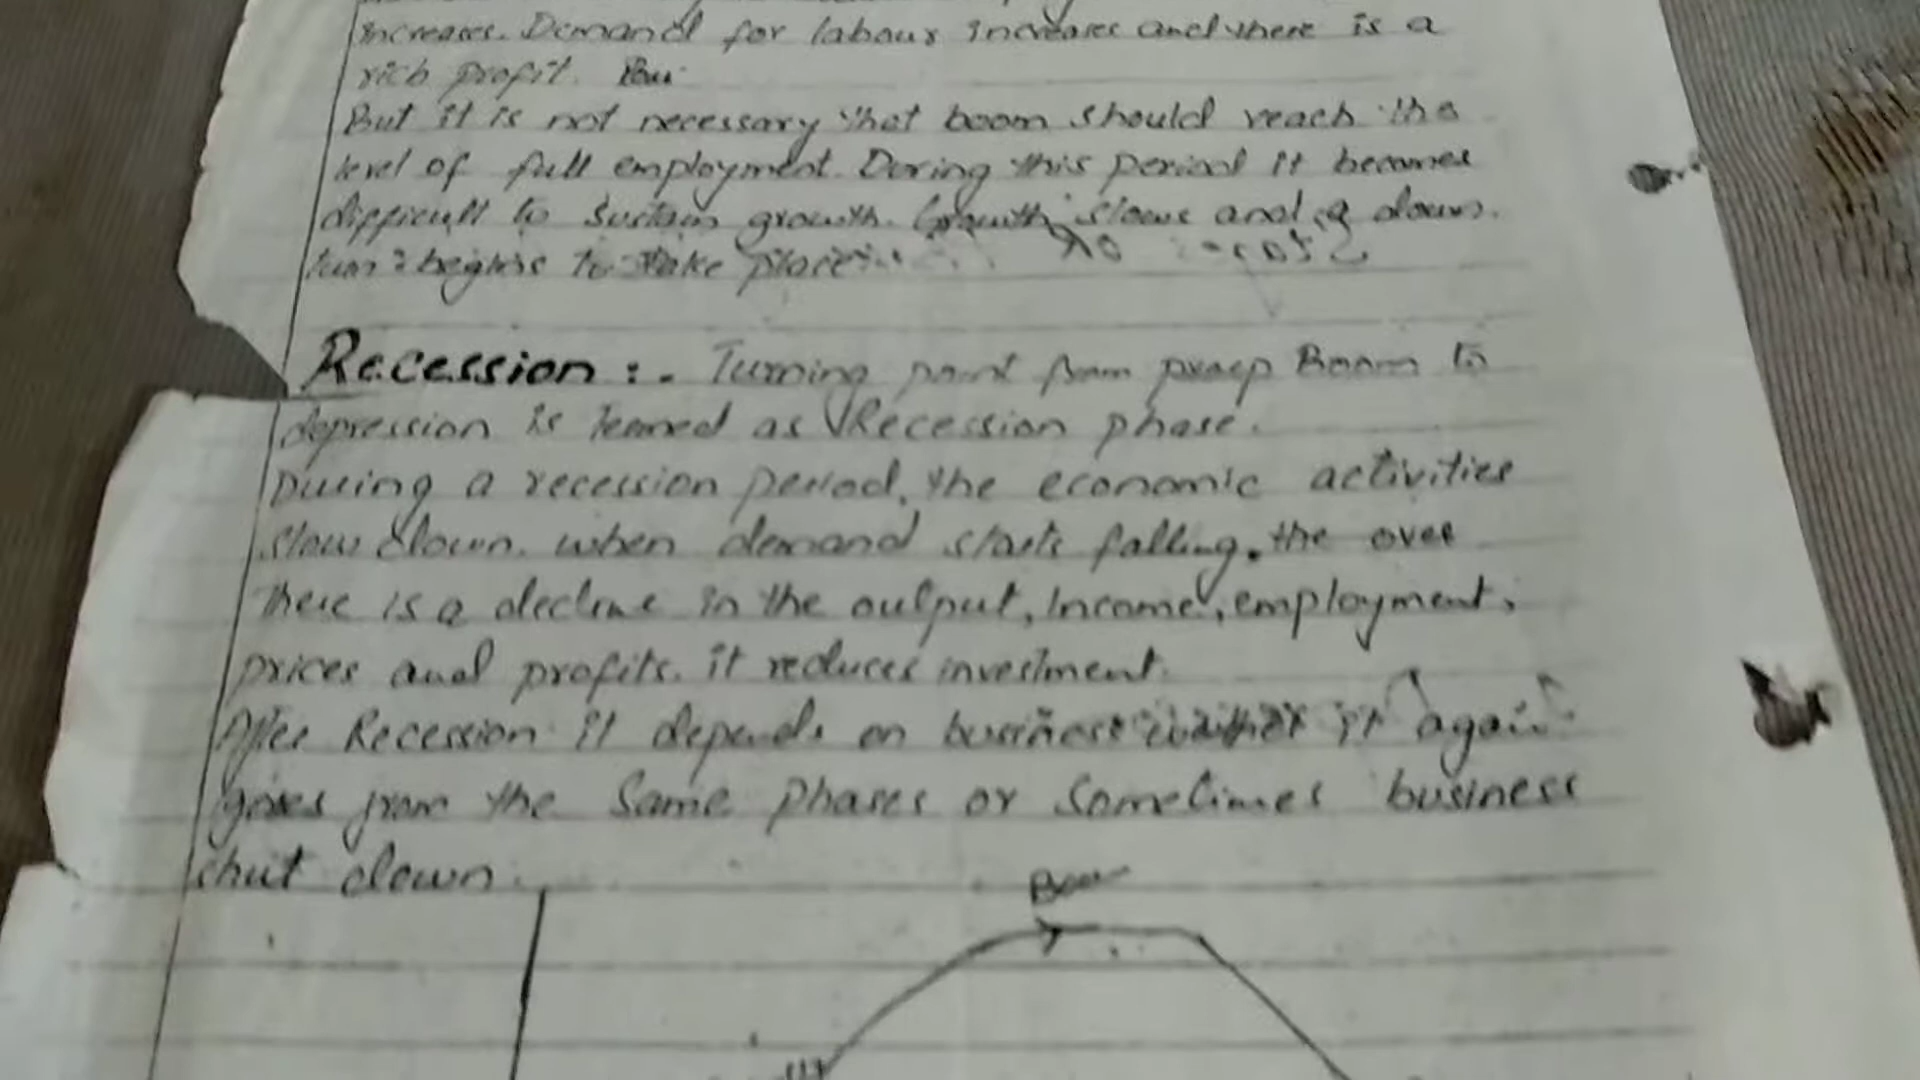 increases. Demand for labour increases and there is a
rich profit.
But it is not necessary that boom should reach the
level of full employment. During this period it becomes
difficult to sustain growth. Growth slows and a down
turn begins to take place
Recession :- Turning point from Boom to
depression is termed as Recession phase.
During a recession period, the economic activities
slow down. when demand starts falling, the over
there is a decline in the output, Income, employment,
prices and profits. it reduces investment.
After Recession it depends on business it again
goes from the same phases or sometimes business
shut down.
Boom